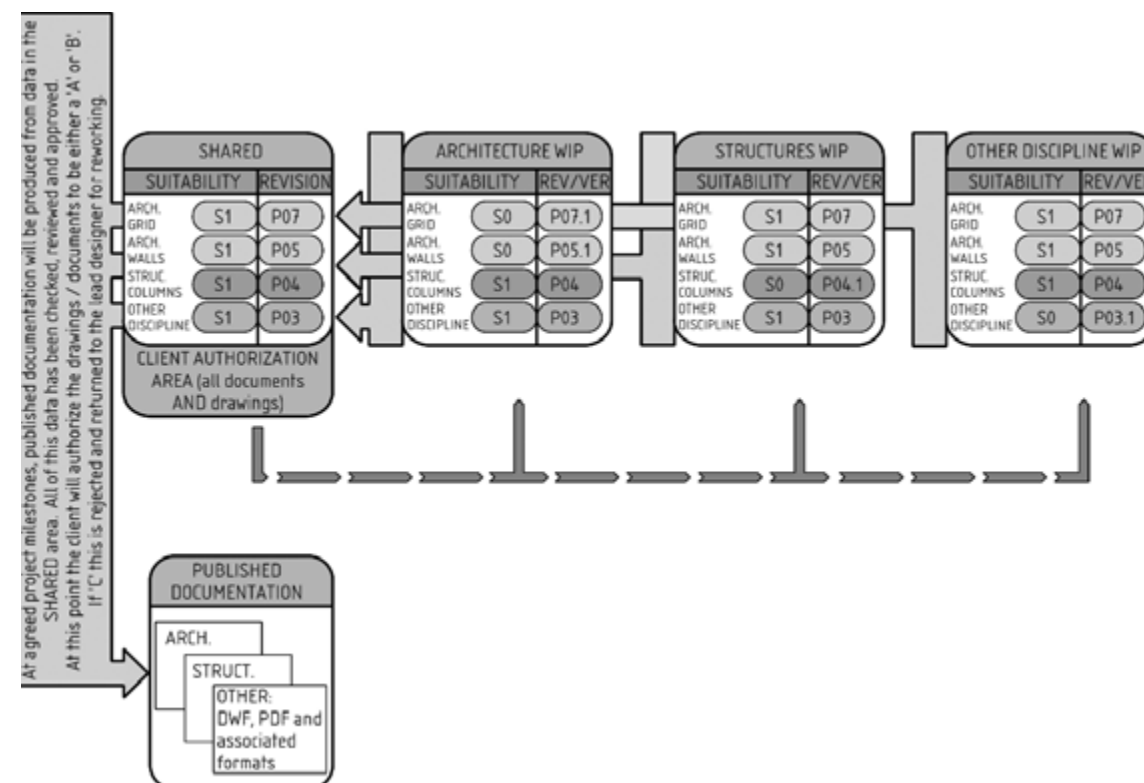 At agreed project milestones, published documentation will be produced from data in the
SHARED area. All of this data has been checked, reviewed and approved.
At this point the client will authorize the drawings / documents to be either a 'A' or 'B'.
If 'C' this is rejected and returned to the lead designer for reworking.
SHARED
SUITABILITY REVISION
ARCH. GRID S1 P07
ARCH. WALLS S1 P05
STRUC. COLUMNS S1 P04
OTHER DISCIPLINE S1 P03
CLIENT AUTHORIZATION
AREA (all documents
AND drawings)
ARCHITECTURE WIP
SUITABILITY REV/VER
ARCH. GRID S0 P07.1
ARCH. WALLS S0 P05.1
STRUC. COLUMNS S1 P04
OTHER DISCIPLINE S1 P03
STRUCTURES WIP
SUITABILITY REV/VER
ARCH. GRID S1 P07
ARCH. WALLS S1 P05
STRUC. COLUMNS S0 P04.1
OTHER DISCIPLINE S1 P03
OTHER DISCIPLINE WIP
SUITABILITY REV/VER
ARCH. GRID S1 P07
ARCH. WALLS S1 P05
STRUC. COLUMNS S1 P04
OTHER DISCIPLINE S0 P03.1
PUBLISHED
DOCUMENTATION
ARCH.
STRUCT.
OTHER:
DWF, PDF and
associated
formats